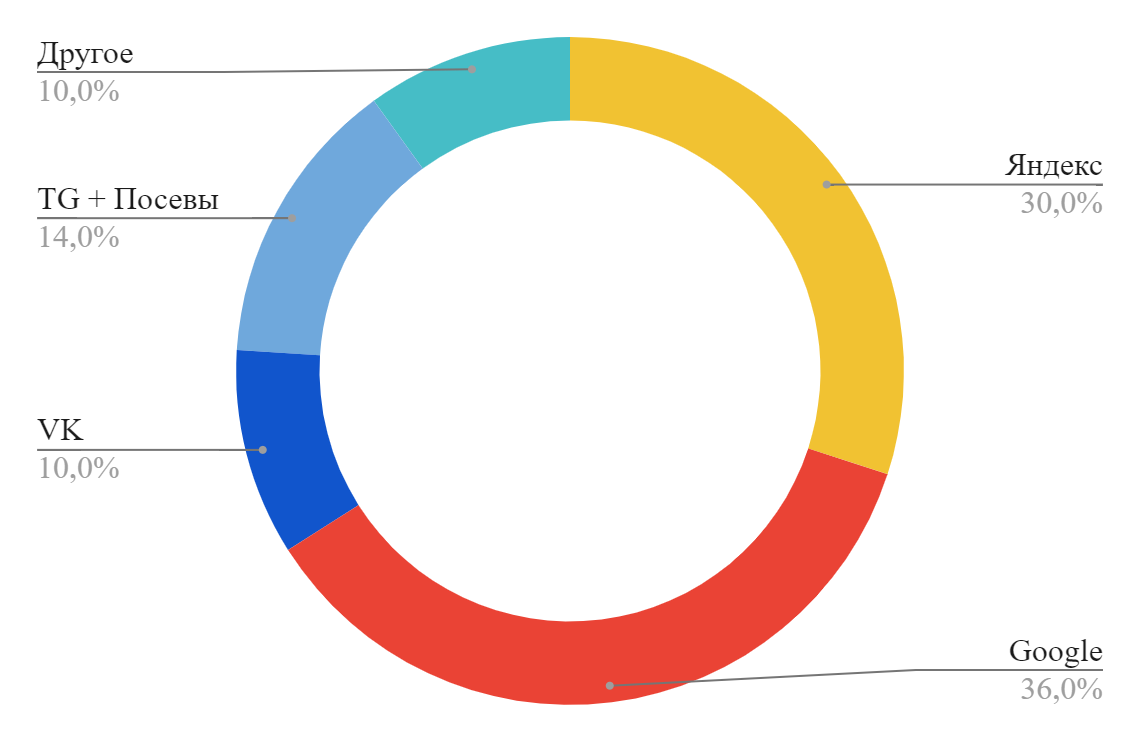 Другое
10,0%
TG + Посевы
14,0%
VK
10,0%
Яндекс
30,0%
Google
36,0%